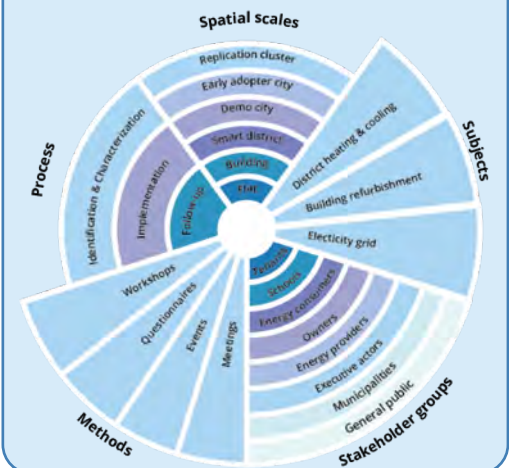 Spatial scales
Replication cluster
Early adopter city
Demo city
Smart district
Building
Flat
Subjects
District heating & cooling
Building refurbishment
Electicity grid
Stakeholder groups
Tenants
Schools
Energy consumers
Owners
Energy providers
Executive actors
Municipalities
General public
Methods
Meetings
Events
Questionnaires
Workshops
Process
Identification & Characterization
Implementation
Follow up